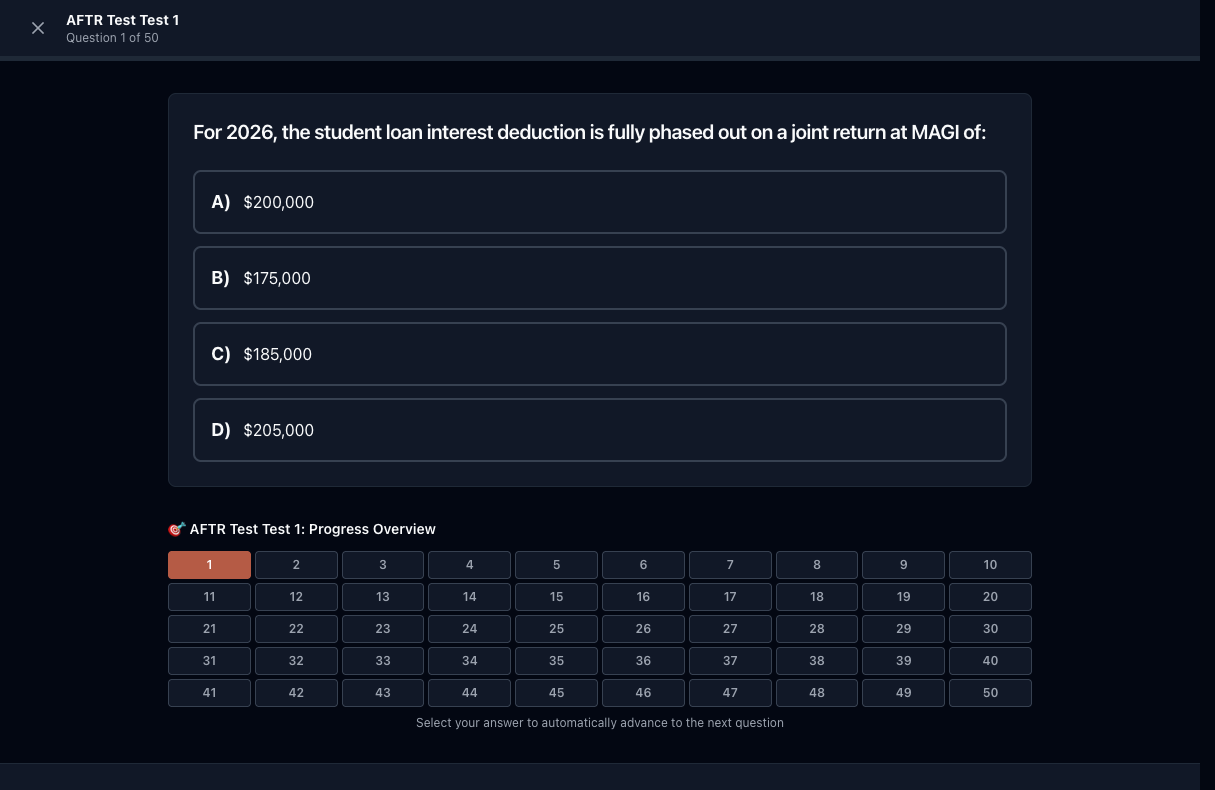 AFTR Test Test 1
Question 1 of 50
For 2026, the student loan interest deduction is fully phased out on a joint return at MAGI of:
A) $200,000
B) $175,000
C) $185,000
D) $205,000
🎯 AFTR Test Test 1: Progress Overview
1 2 3 4 5 6 7 8 9 10
11 12 13 14 15 16 17 18 19 20
21 22 23 24 25 26 27 28 29 30
31 32 33 34 35 36 37 38 39 40
41 42 43 44 45 46 47 48 49 50
Select your answer to automatically advance to the next question